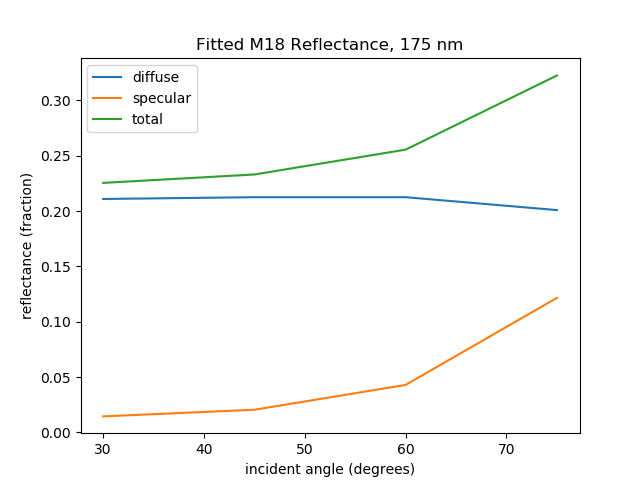 Fitted M18 Reflectance, 175 nm
diffuse
specular
total
reflectance (fraction)
0.30
0.25
0.20
0.15
0.10
0.05
0.00
30 40 50 60 70
incident angle (degrees)